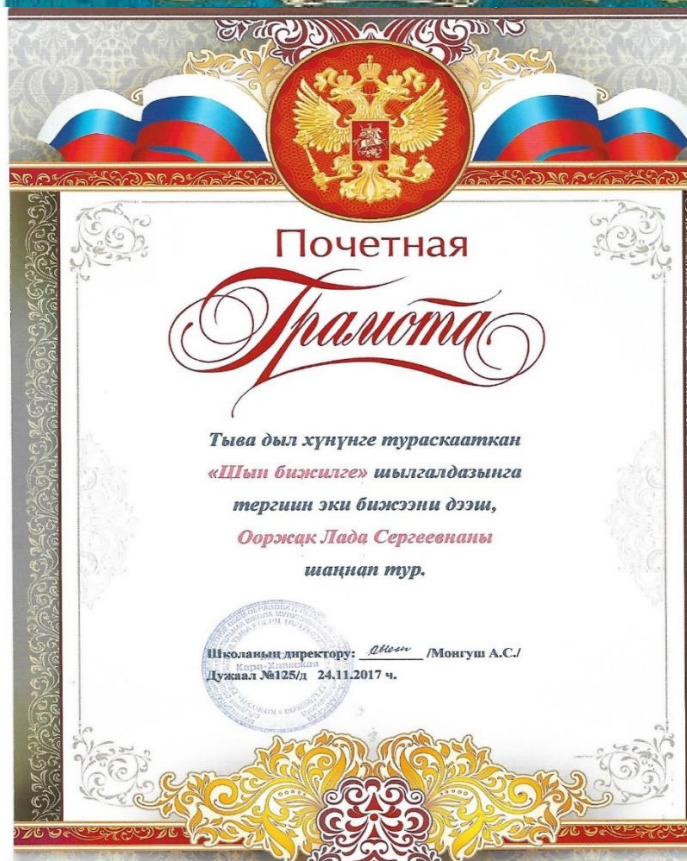 Почетная
Грамота
Тыва дыл хүнүнге тураскааткан
«Шын бижилге» шылгалдазынга
тергиин эки бижээни дээш,
Ооржак Лада Сергеевнаны
шаңнап тур.
Школаның директору: /Монгуш А.С./
Дужаал №125/д 24.11.2017 ч.